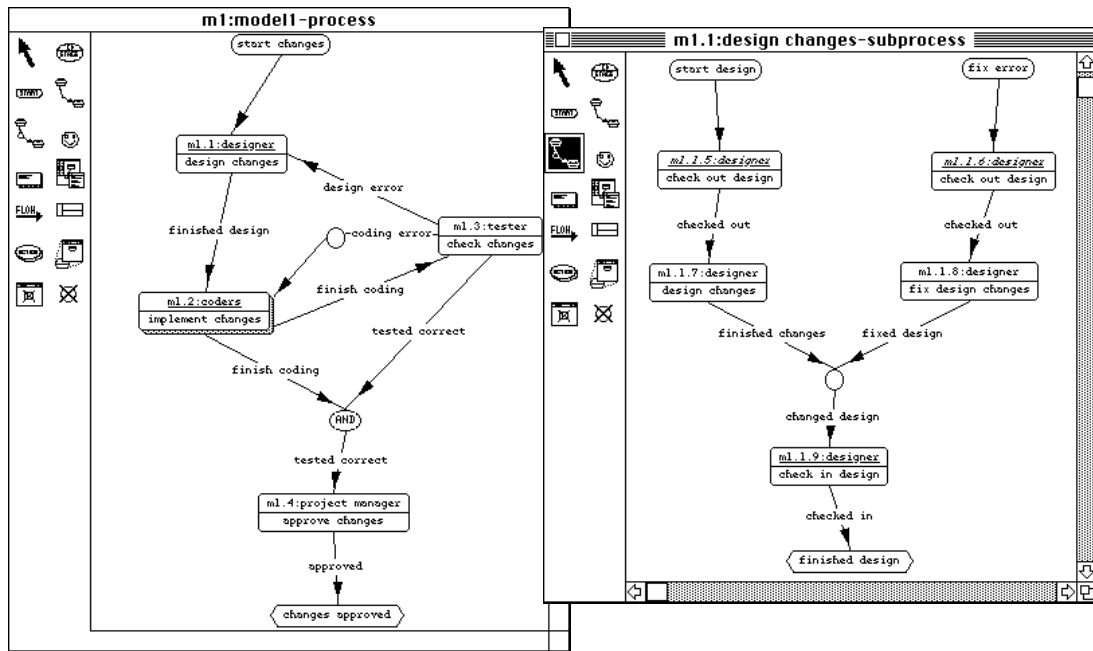 m1:model1-process
start changes
m1.1:designer
design changes
design error
m1.3:tester
check changes
coding error
finished design
m1.2:coders
implement changes
finish coding
tested correct
finish coding
AND
tested correct
m1.4:project manager
approve changes
approved
changes approved
START
FLOW
m1.1:design changes-subprocess
start design
fix error
m1.1.5:designer
check out design
m1.1.6:designer
check out design
checked out
checked out
m1.1.7:designer
design changes
m1.1.8:designer
fix design changes
finished changes
fixed design
changed design
m1.1.9:designer
check in design
checked in
finished design
START
FLOW